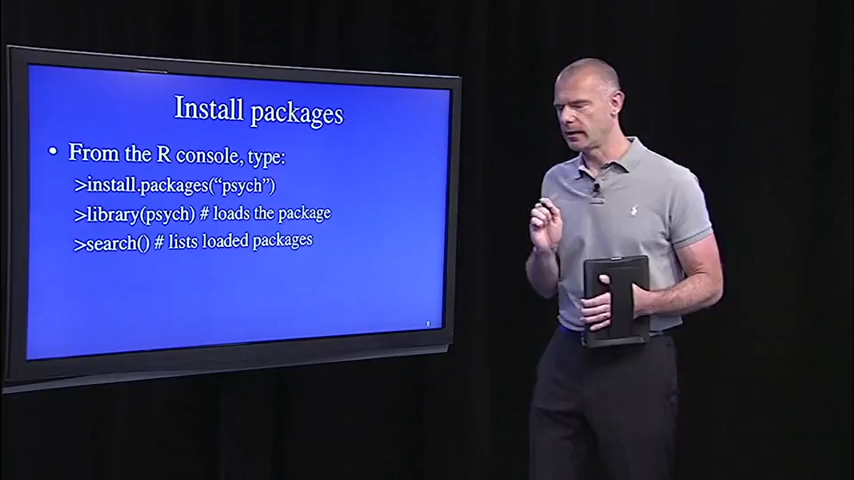 Install packages
• From the R console, type:
>install.packages(“psych”)
>library(psych) # loads the package
>search() # lists loaded packages